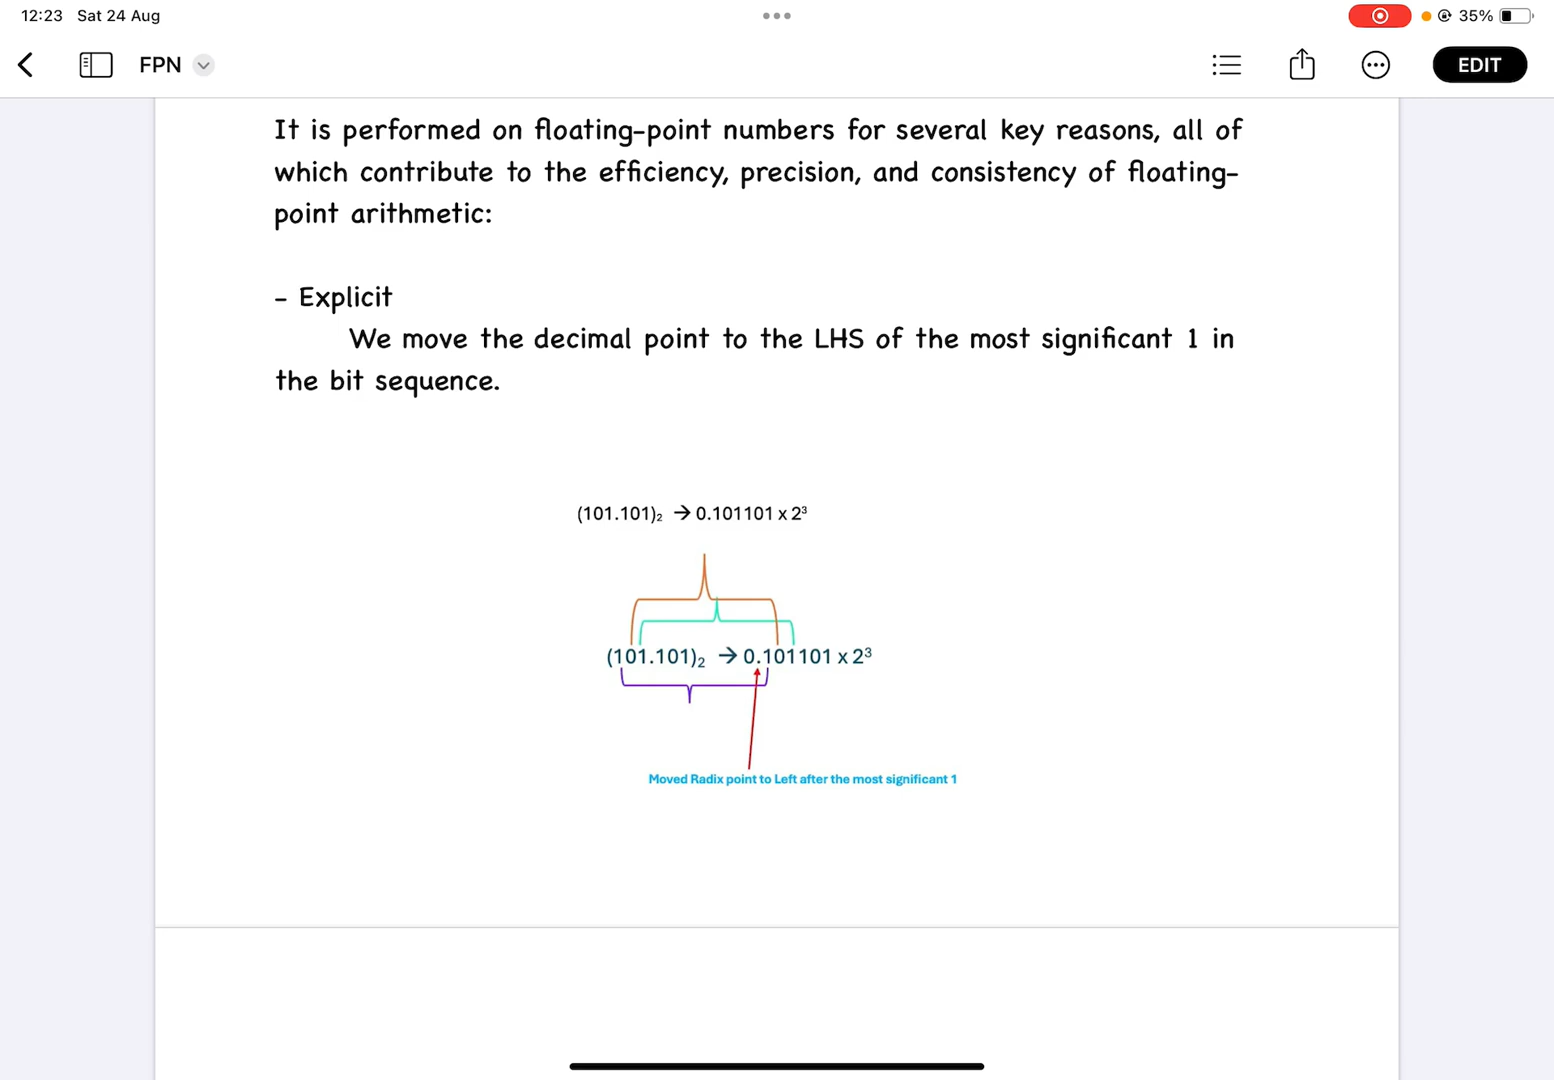 12:23 Sat 24 Aug
35%
FPN
EDIT
It is performed on floating-point numbers for several key reasons, all of
which contribute to the efficiency, precision, and consistency of floating-
point arithmetic:
- Explicit
We move the decimal point to the LHS of the most significant 1 in
the bit sequence.
(101.101)₂ → 0.101101 x 2³
(101.101)₂ → 0.101101 x 2³
Moved Radix point to Left after the most significant 1